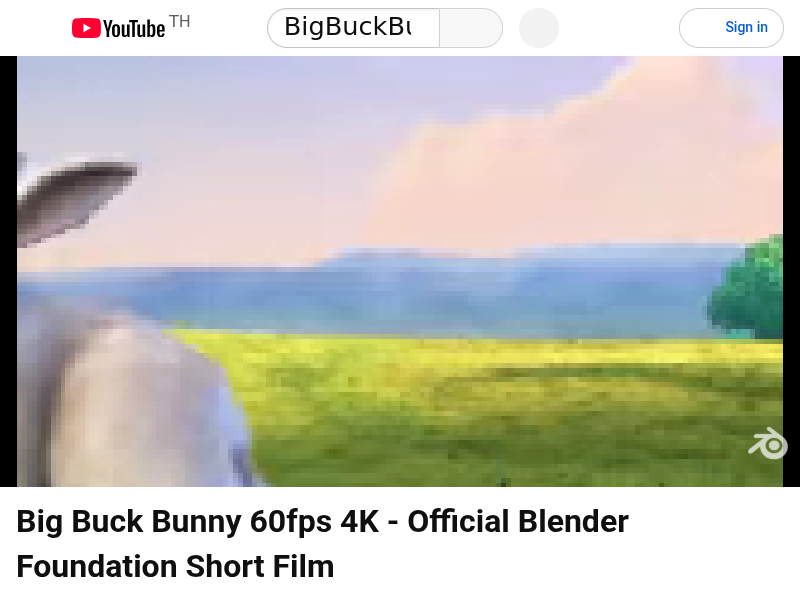 YouTube TH
BigBuckBu
Sign in
Big Buck Bunny 60fps 4K - Official Blender
Foundation Short Film